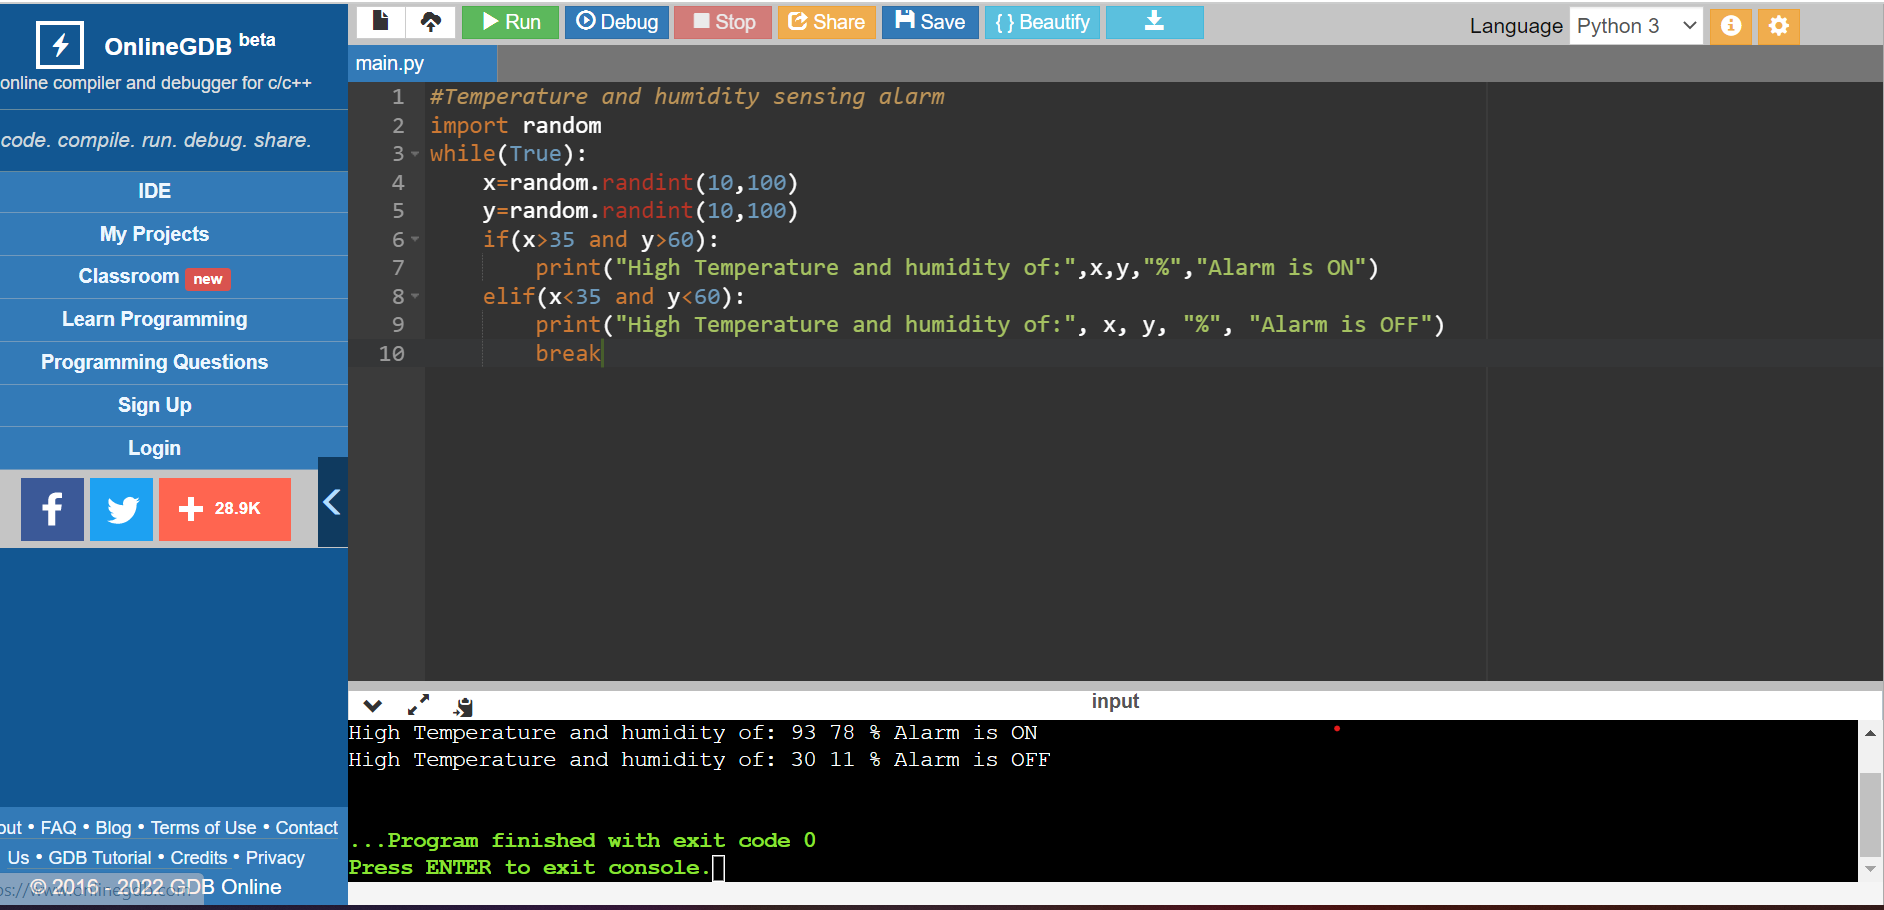 OnlineGDB beta
online compiler and debugger for c/c++
code. compile. run. debug. share.
IDE
My Projects
Classroom new
Learn Programming
Programming Questions
Sign Up
Login
28.9K
out • FAQ • Blog • Terms of Use • Contact
Us • GDB Tutorial • Credits • Privacy
© 2016 - 2022 GDB Online
Run Debug Stop Share Save { } Beautify
Language Python 3
main.py
1 #Temperature and humidity sensing alarm
2 import random
3 while(True):
4 x=random.randint(10,100)
5 y=random.randint(10,100)
6 if(x>35 and y>60):
7 print("High Temperature and humidity of:",x,y,"%","Alarm is ON")
8 elif(x<35 and y<60):
9 print("High Temperature and humidity of:", x, y, "%", "Alarm is OFF")
10 break
input
High Temperature and humidity of: 93 78 % Alarm is ON
High Temperature and humidity of: 30 11 % Alarm is OFF
...Program finished with exit code 0
Press ENTER to exit console.